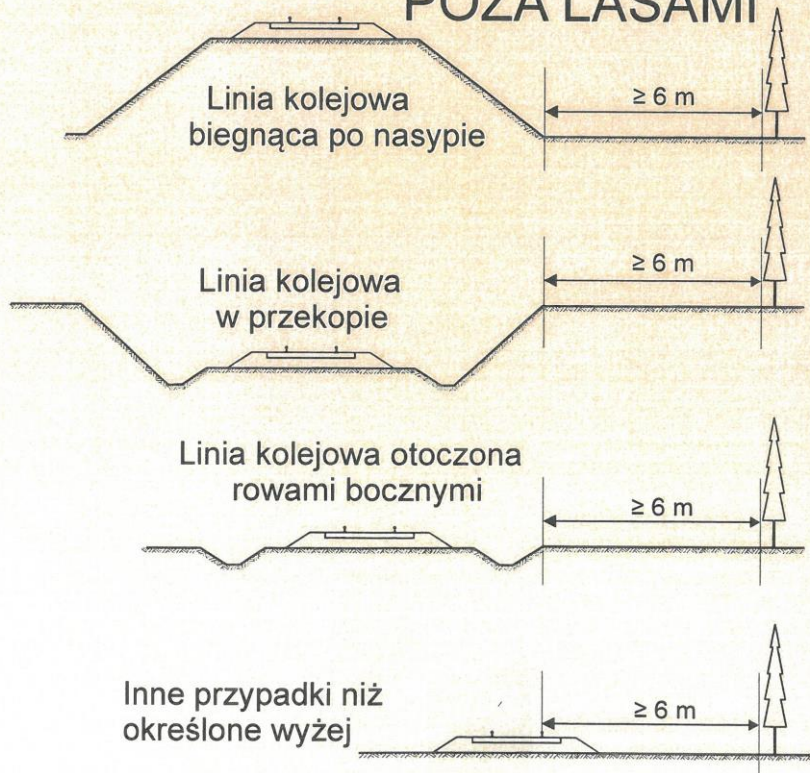 POZA LASAMI
≥ 6 m
Linia kolejowa
biegnąca po nasypie
≥ 6 m
Linia kolejowa
w przekopie
Linia kolejowa otoczona
rowami bocznymi
≥ 6 m
Inne przypadki niż
określone wyżej
≥ 6 m